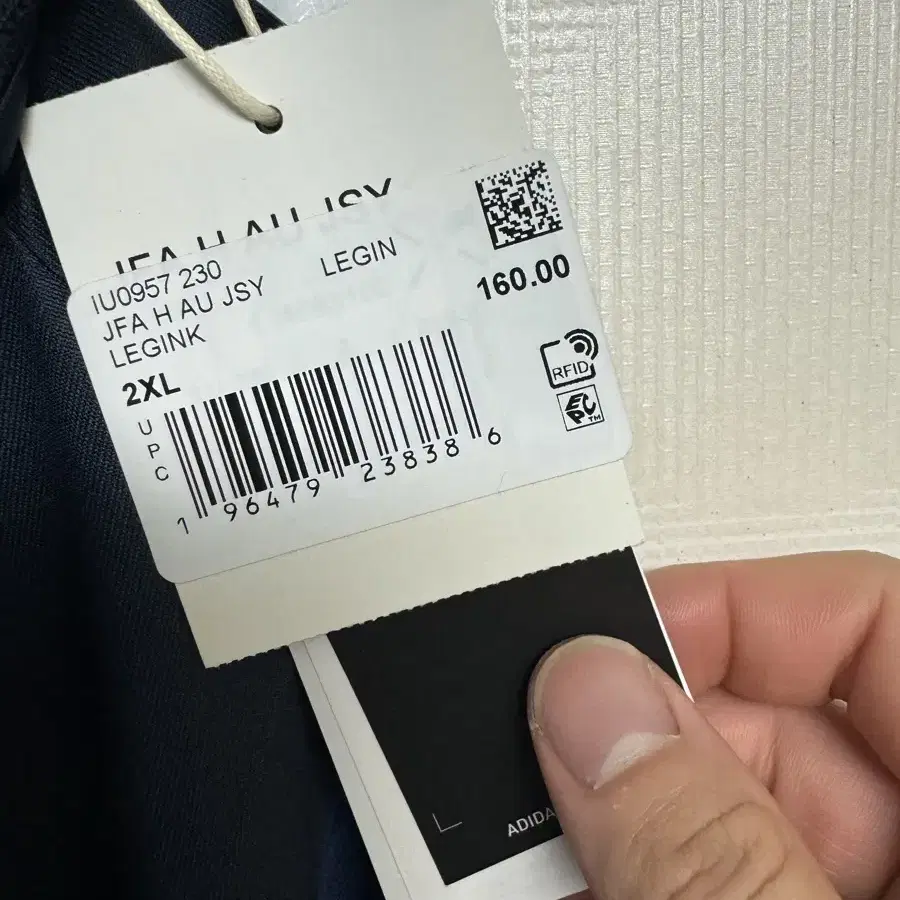 JFA H AU JSY
IU0957 230
JFA H AU JSY LEGIN
LEGINK
160.00
2XL
RFID
UPC
EPC™
1 96479 23838 6
ADIDA